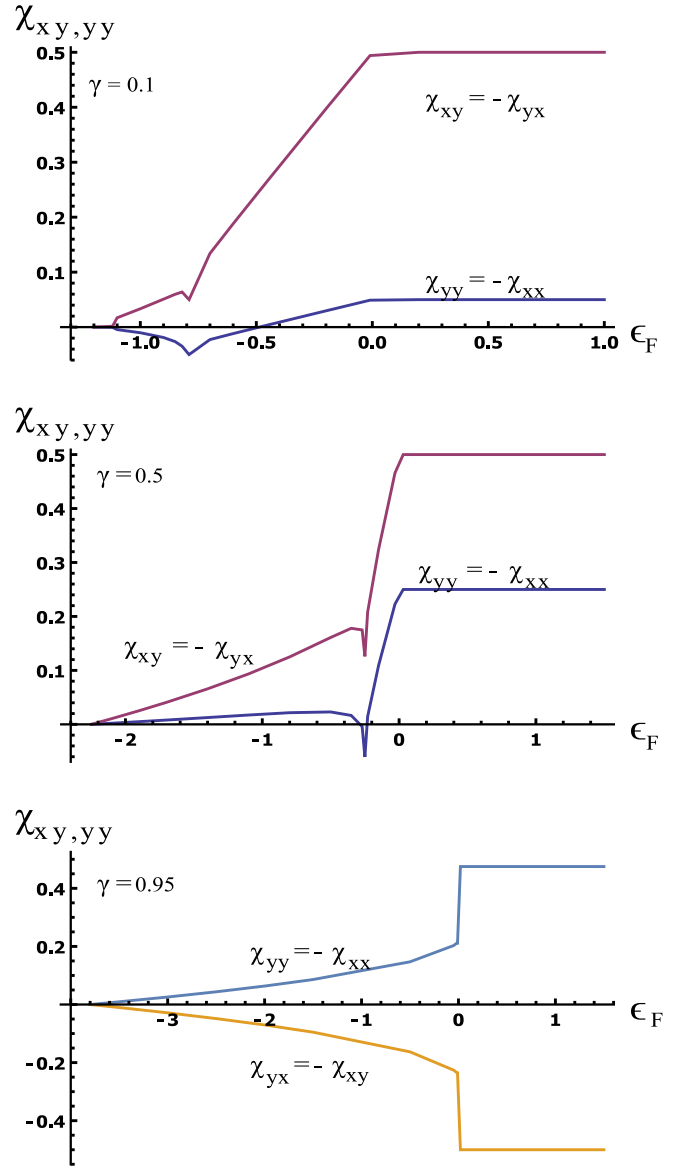 χxy,yy
0.5
γ = 0.1
χxy = - χyx
0.4
0.3
0.2
0.1
χyy = - χxx
-1.0 -0.5 0.0 0.5 1.0 ϵF
χxy,yy
0.5
γ = 0.5
0.4
0.3
χyy = - χxx
0.2
χxy = - χyx
0.1
-2 -1 0 1 ϵF
χxy,yy
0.4
γ = 0.95
0.2
χyy = - χxx
-3 -2 -1 0 1 ϵF
χyx = - χxy
-0.2
-0.4